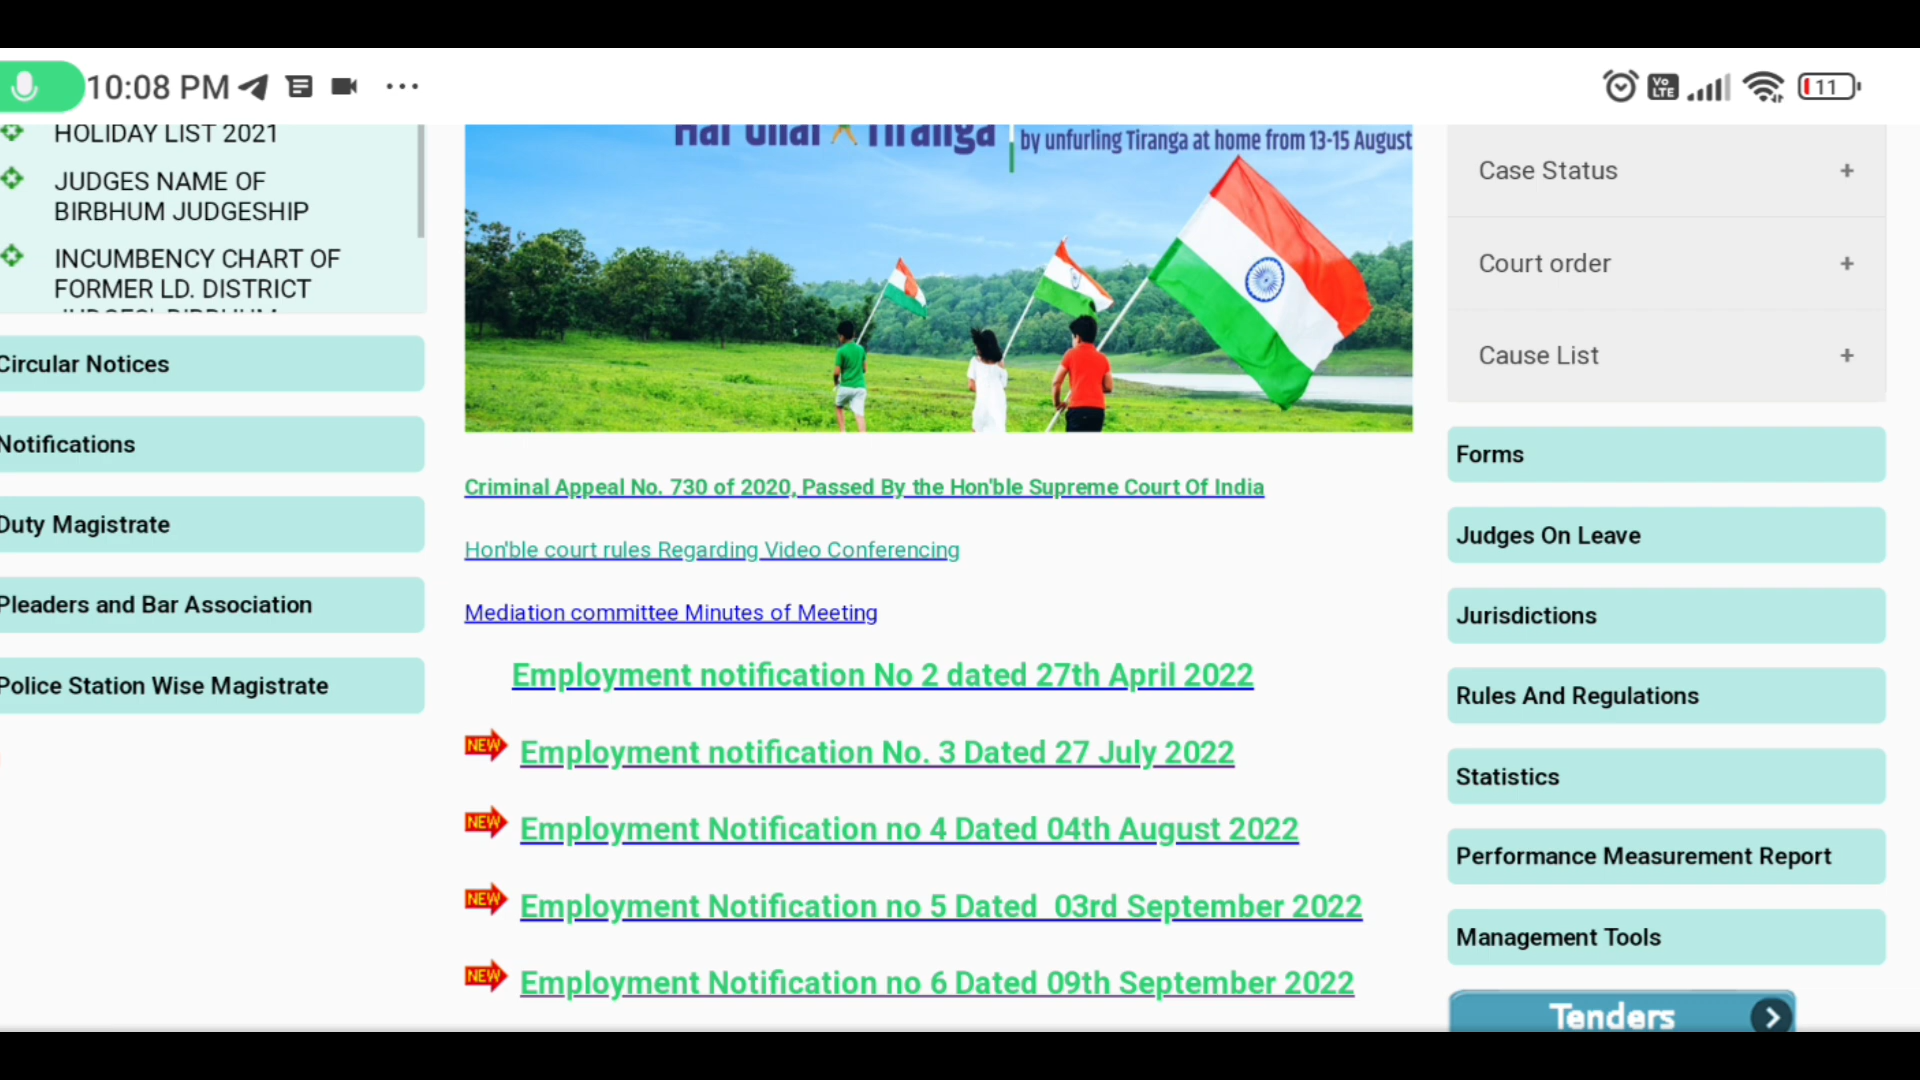 10:08 PM
Vo LTE
11
HOLIDAY LIST 2021
JUDGES NAME OF
BIRBHUM JUDGESHIP
INCUMBENCY CHART OF
FORMER LD. DISTRICT
Circular Notices
Notifications
Duty Magistrate
Pleaders and Bar Association
Police Station Wise Magistrate
Har Ghar Tiranga
by unfurling Tiranga at home from 13-15 August
Criminal Appeal No. 730 of 2020, Passed By the Hon'ble Supreme Court Of India
Hon'ble court rules Regarding Video Conferencing
Mediation committee Minutes of Meeting
Employment notification No 2 dated 27th April 2022
NEW Employment notification No. 3 Dated 27 July 2022
NEW Employment Notification no 4 Dated 04th August 2022
NEW Employment Notification no 5 Dated  03rd September 2022
NEW Employment Notification no 6 Dated 09th September 2022
Case Status +
Court order +
Cause List +
Forms
Judges On Leave
Jurisdictions
Rules And Regulations
Statistics
Performance Measurement Report
Management Tools
Tenders